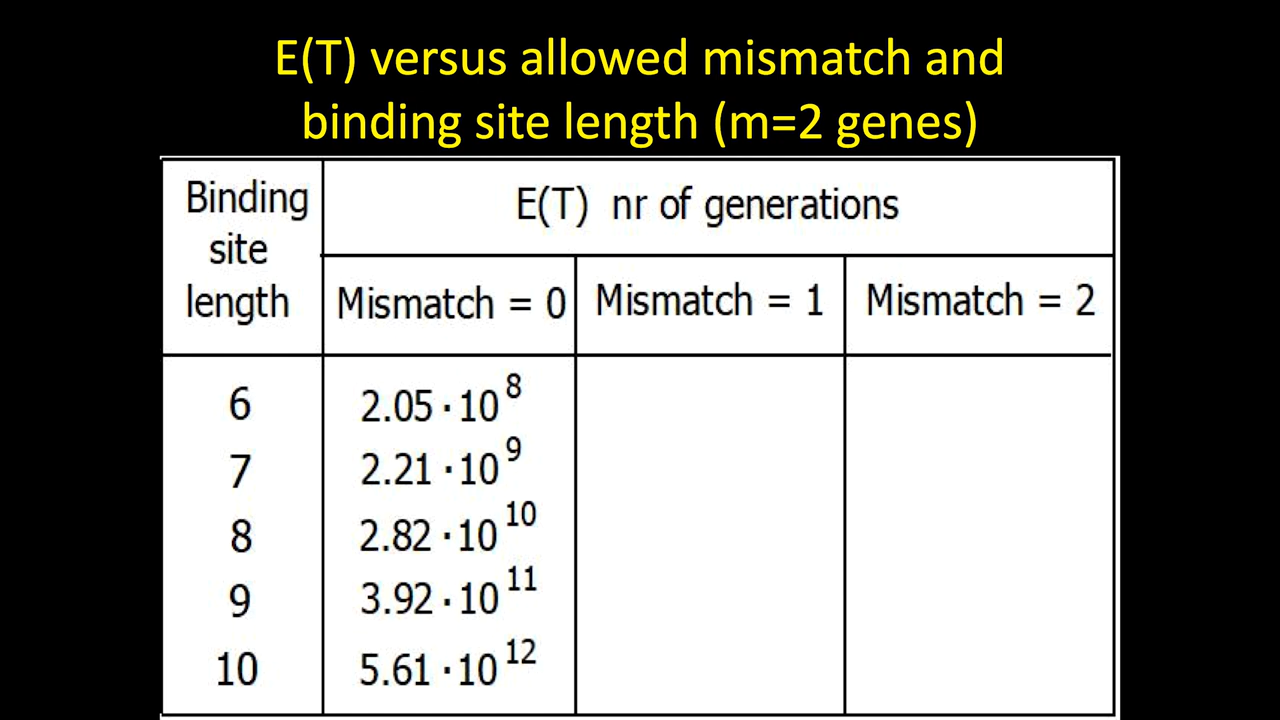 E(T) versus allowed mismatch and
binding site length (m=2 genes)
Binding
site
length
E(T) nr of generations
Mismatch = 0 Mismatch = 1 Mismatch = 2
6 2.05·10^8
7 2.21·10^9
8 2.82·10^10
9 3.92·10^11
10 5.61·10^12